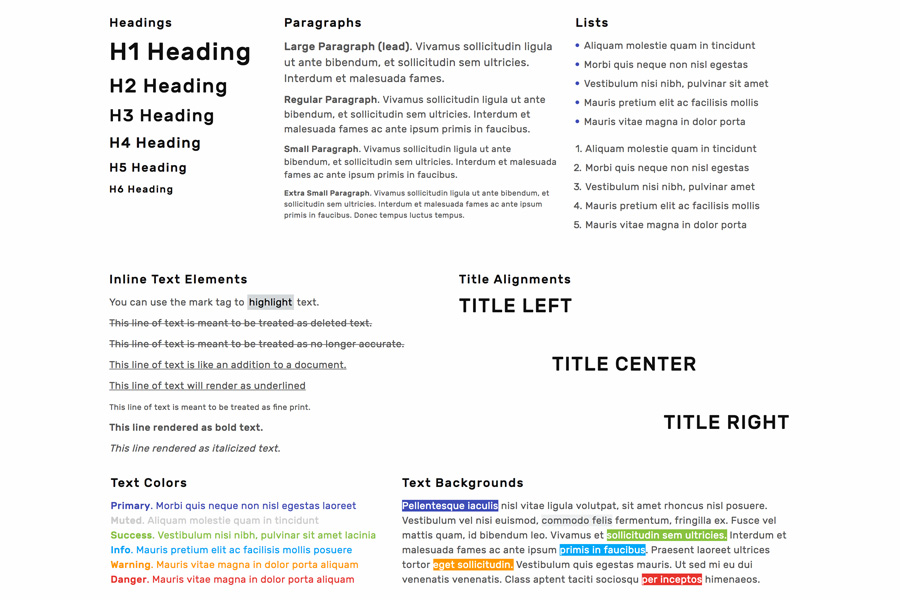 Headings
H1 Heading
H2 Heading
H3 Heading
H4 Heading
H5 Heading
H6 Heading
Paragraphs
Large Paragraph (lead). Vivamus sollicitudin ligula
ut ante bibendum, et sollicitudin sem ultricies.
Interdum et malesuada fames.
Regular Paragraph. Vivamus sollicitudin ligula ut ante
bibendum, et sollicitudin sem ultricies. Interdum et
malesuada fames ac ante ipsum primis in faucibus.
Small Paragraph. Vivamus sollicitudin ligula ut ante
bibendum, et sollicitudin sem ultricies. Interdum et malesuada
fames ac ante ipsum primis in faucibus.
Extra Small Paragraph. Vivamus sollicitudin ligula ut ante bibendum, et
sollicitudin sem ultricies. Interdum et malesuada fames ac ante ipsum
primis in faucibus. Donec tempus luctus tempus.
Lists
• Aliquam molestie quam in tincidunt
• Morbi quis neque non nisl egestas
• Vestibulum nisi nibh, pulvinar sit amet
• Mauris pretium elit ac facilisis mollis
• Mauris vitae magna in dolor porta
1. Aliquam molestie quam in tincidunt
2. Morbi quis neque non nisl egestas
3. Vestibulum nisi nibh, pulvinar amet
4. Mauris pretium elit ac facilisis mollis
5. Mauris vitae magna in dolor porta
Inline Text Elements
You can use the mark tag to highlight text.
This line of text is meant to be treated as deleted text.
This line of text is meant to be treated as no longer accurate.
This line of text is like an addition to a document.
This line of text will render as underlined
This line of text is meant to be treated as fine print.
This line rendered as bold text.
This line rendered as italicized text.
Title Alignments
TITLE LEFT
TITLE CENTER
TITLE RIGHT
Text Colors
Primary. Morbi quis neque non nisl egestas laoreet
Muted. Aliquam molestie quam in tincidunt
Success. Vestibulum nisi nibh, pulvinar sit amet lacinia
Info. Mauris pretium elit ac facilisis mollis posuere
Warning. Mauris vitae magna in dolor porta aliquam
Danger. Mauris vitae magna in dolor porta aliquam
Text Backgrounds
Pellentesque iaculis nisl vitae ligula volutpat, sit amet rhoncus nisl posuere.
Vestibulum vel nisi euismod, commodo felis fermentum, fringilla ex. Fusce vel
mattis quam, id bibendum leo. Vivamus et sollicitudin sem ultricies. Interdum et
malesuada fames ac ante ipsum primis in faucibus. Praesent laoreet ultrices
tortor eget sollicitudin. Vestibulum quis egestas mauris. Ut sed mi eu dui
venenatis venenatis. Class aptent taciti sociosqu per inceptos himenaeos.